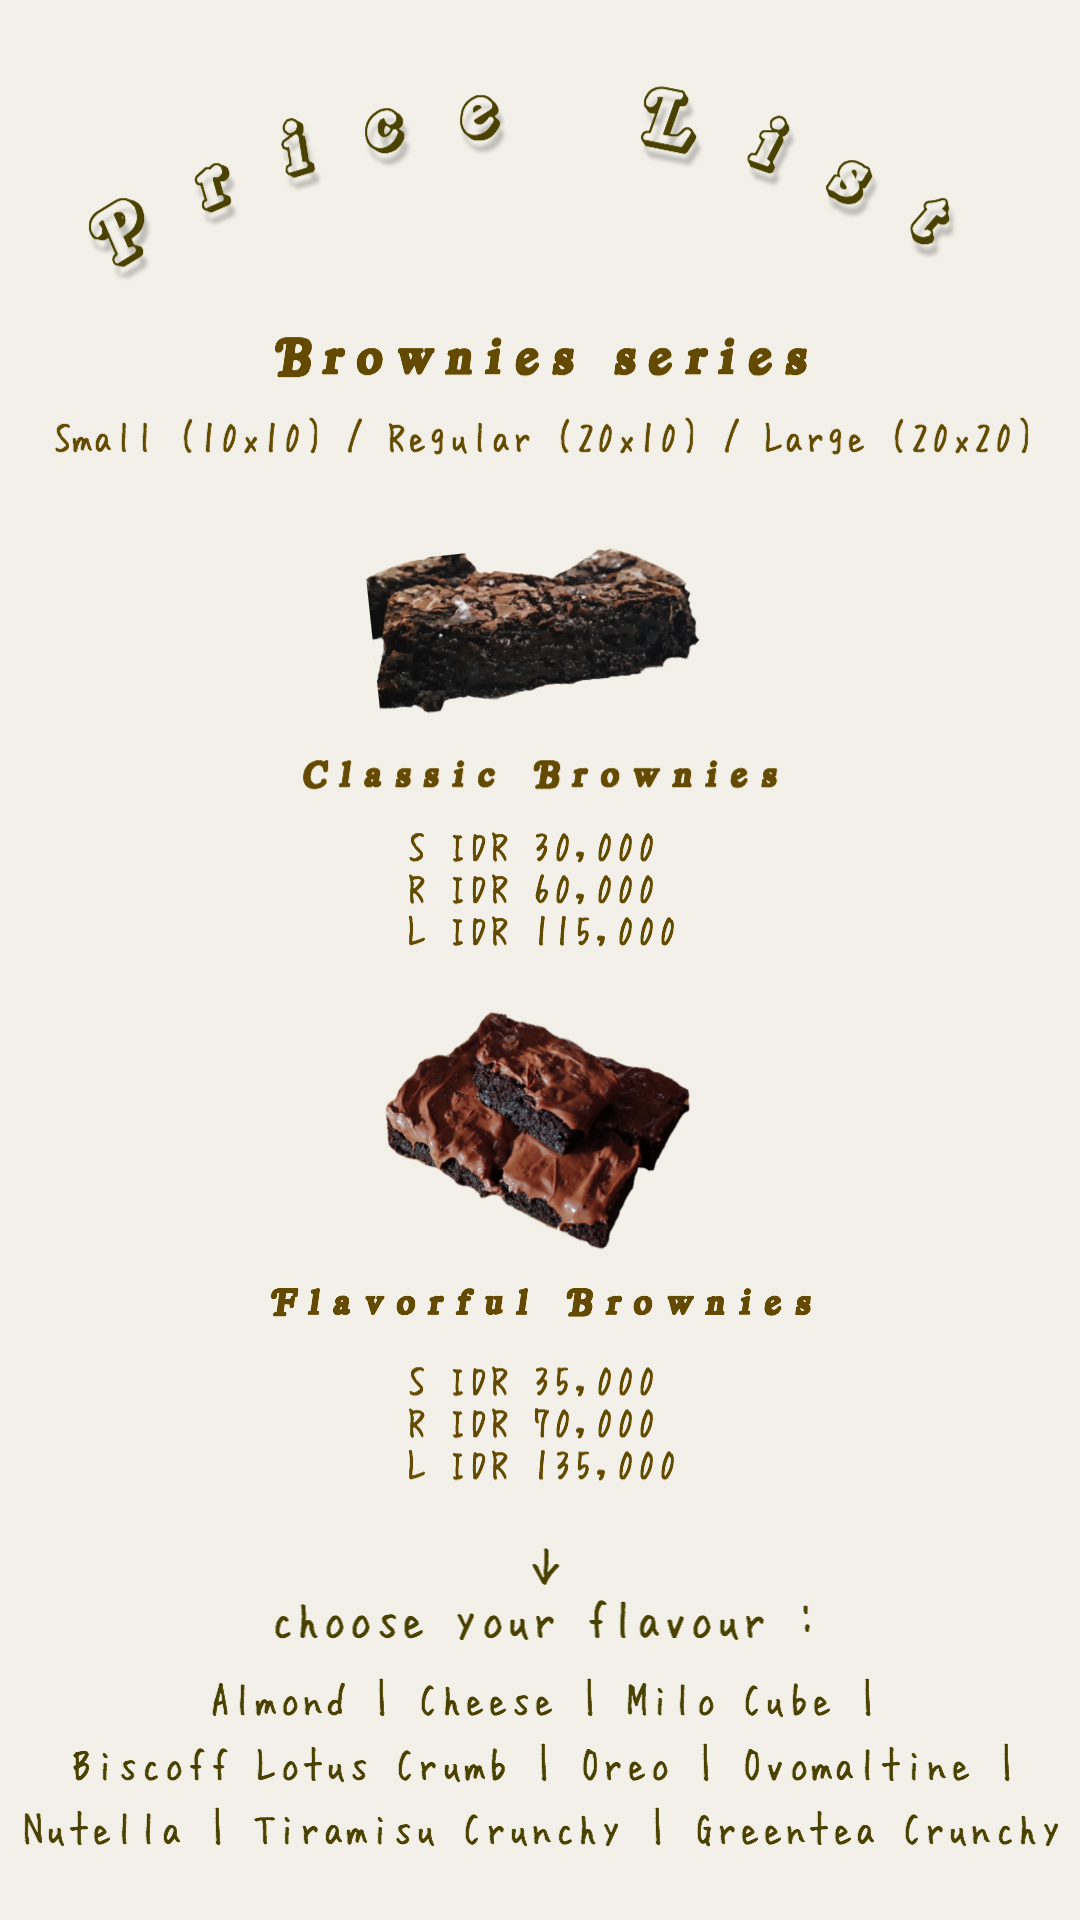 Price List
Brownies series
Small (10x10) / Regular (20x10) / Large (20x20)
Classic Brownies
S IDR 30,000
R IDR 60,000
L IDR 115,000
Flavorful Brownies
S IDR 35,000
R IDR 70,000
L IDR 135,000
↓
choose your flavour :
Almond | Cheese | Milo Cube |
Biscoff Lotus Crumb | Oreo | Ovomaltine |
Nutella | Tiramisu Crunchy | Greentea Crunchy